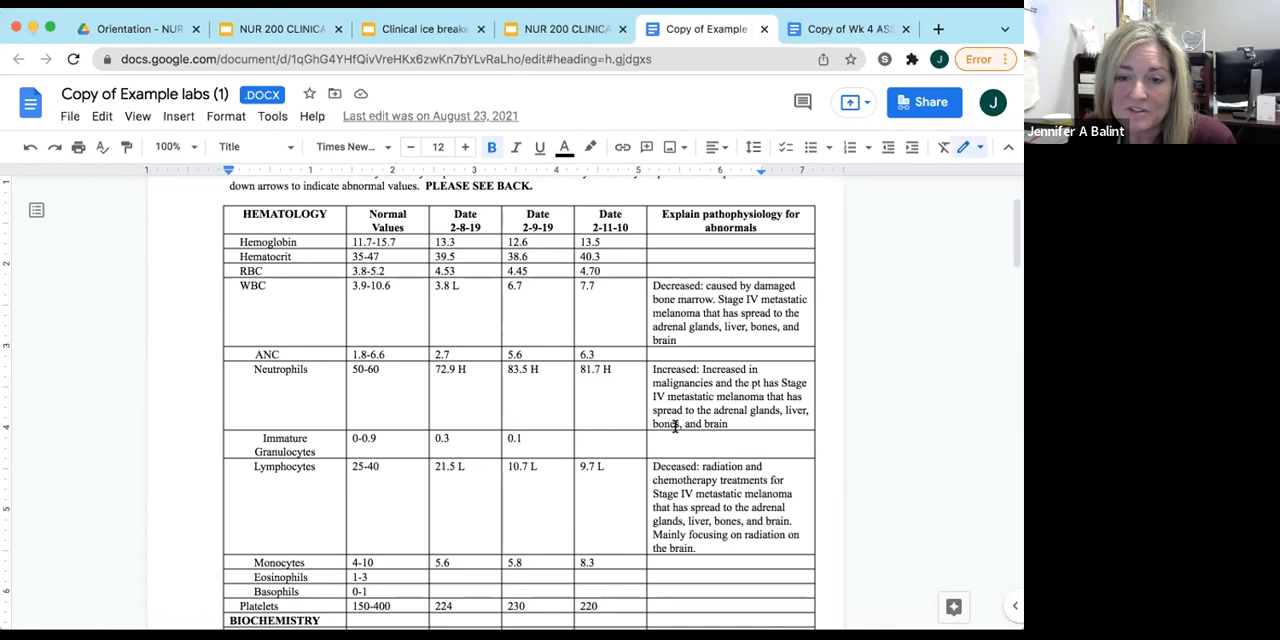 Orientation - NUR
NUR 200 CLINICA
Clinical ice breake
NUR 200 CLINICA
Copy of Example
Copy of Wk 4 AS
docs.google.com/document/d/1qGhG4YHfQivVreHKx6zwKn7bYLvRaLho/edit#heading=h.gjdgxs
S
J
Error
Copy of Example labs (1) .DOCX
File Edit View Insert Format Tools Help Last edit was on August 23, 2021
Share
J
100% Title Times New... 12 B I U A
1 1 2 3 4 5 6 7
down arrows to indicate abnormal values. PLEASE SEE BACK.
HEMATOLOGY Normal Values Date 2-8-19 Date 2-9-19 Date 2-11-10 Explain pathophysiology for abnormals
Hemoglobin 11.7-15.7 13.3 12.6 13.5
Hematocrit 35-47 39.5 38.6 40.3
RBC 3.8-5.2 4.53 4.45 4.70
WBC 3.9-10.6 3.8 L 6.7 7.7 Decreased: caused by damaged
bone marrow. Stage IV metastatic
melanoma that has spread to the
adrenal glands, liver, bones, and
brain
ANC 1.8-6.6 2.7 5.6 6.3
Neutrophils 50-60 72.9 H 83.5 H 81.7 H Increased: Increased in
malignancies and the pt has Stage
IV metastatic melanoma that has
spread to the adrenal glands, liver,
bones, and brain
Immature Granulocytes 0-0.9 0.3 0.1
Lymphocytes 25-40 21.5 L 10.7 L 9.7 L Deceased: radiation and
chemotherapy treatments for
Stage IV metastatic melanoma
that has spread to the adrenal
glands, liver, bones, and brain.
Mainly focusing on radiation on
the brain.
Monocytes 4-10 5.6 5.8 8.3
Eosinophils 1-3
Basophils 0-1
Platelets 150-400 224 230 220
BIOCHEMISTRY
Jennifer A Balint